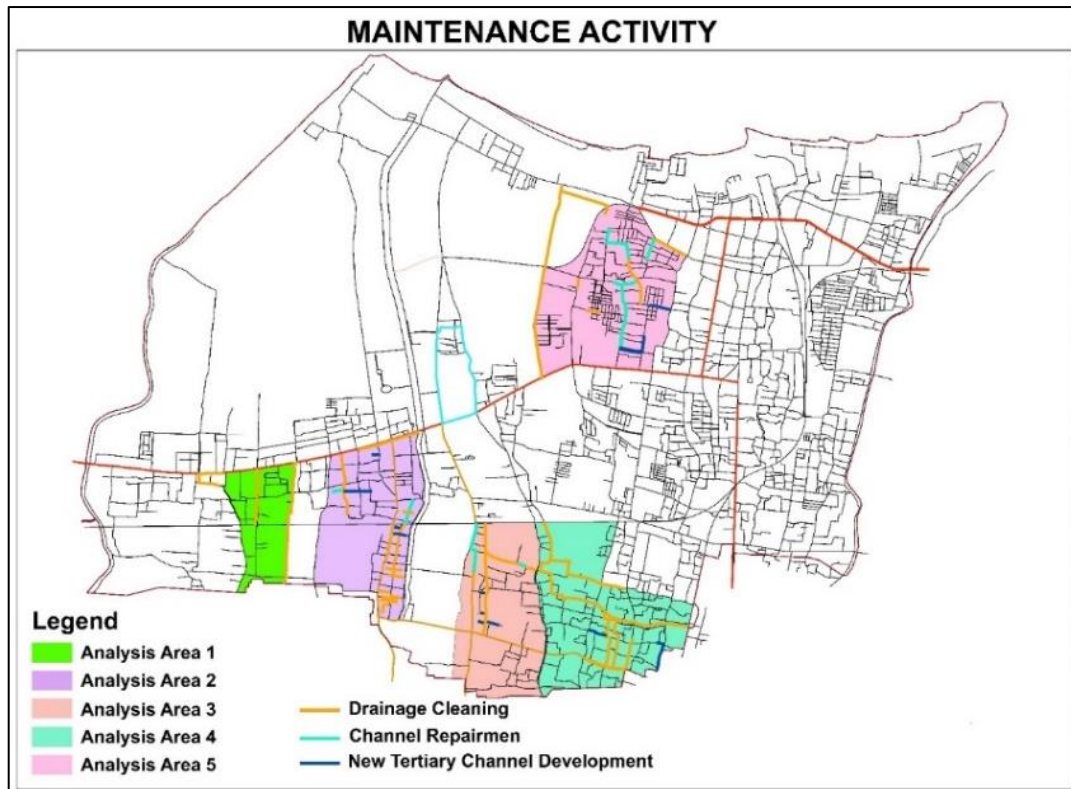 MAINTENANCE ACTIVITY
Legend
Analysis Area 1
Analysis Area 2
Analysis Area 3
Analysis Area 4
Analysis Area 5
Drainage Cleaning
Channel Repairmen
New Tertiary Channel Development